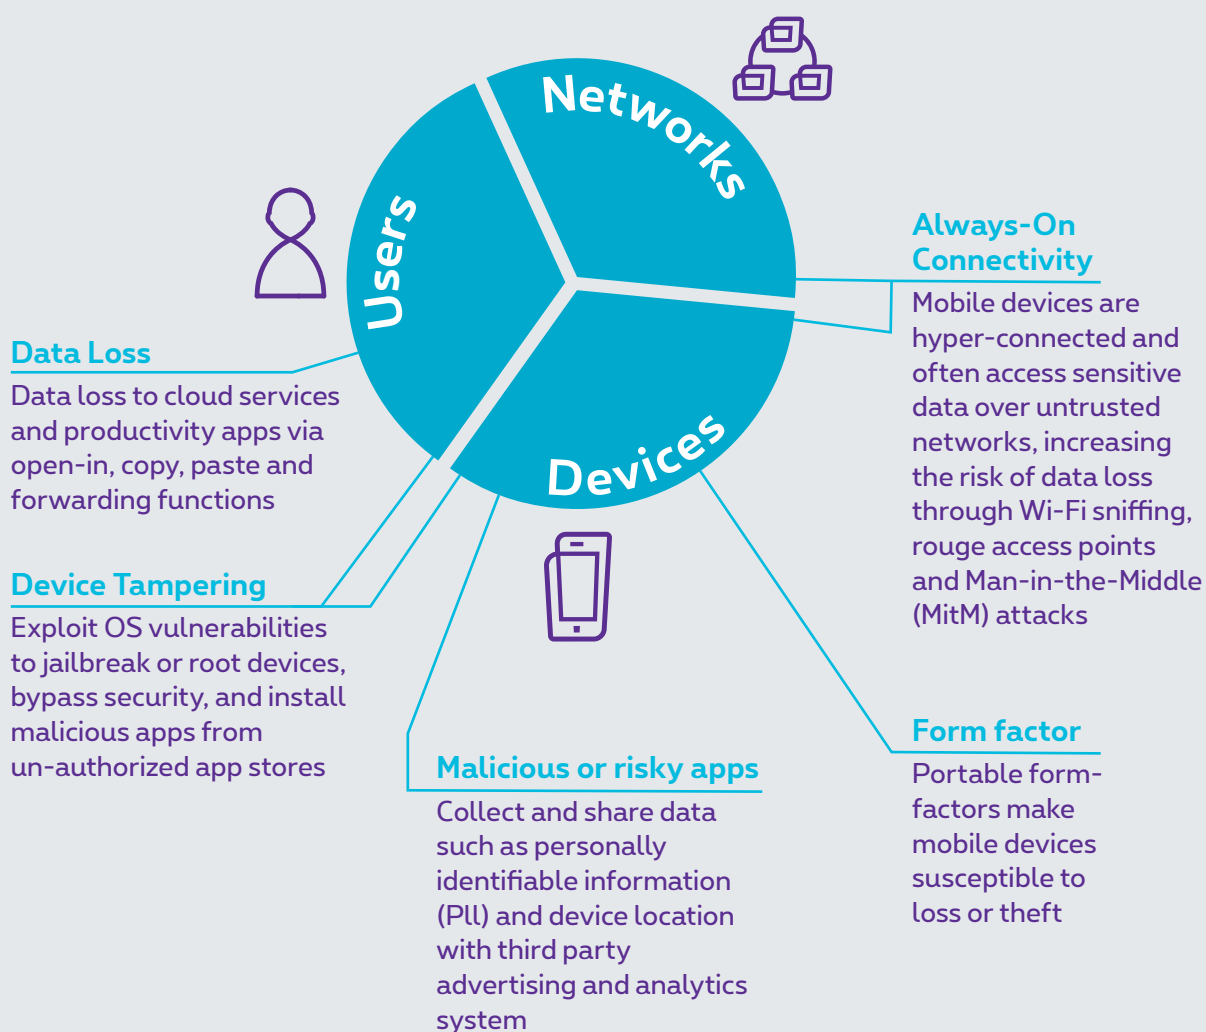 Networks
Users
Devices
Always-On
Connectivity
Mobile devices are
hyper-connected and
often access sensitive
data over untrusted
networks, increasing
the risk of data loss
through Wi-Fi sniffing,
rouge access points
and Man-in-the-Middle
(MitM) attacks
Data Loss
Data loss to cloud services
and productivity apps via
open-in, copy, paste and
forwarding functions
Device Tampering
Exploit OS vulnerabilities
to jailbreak or root devices,
bypass security, and install
malicious apps from
un-authorized app stores
Malicious or risky apps
Collect and share data
such as personally
identifiable information
(Pll) and device location
with third party
advertising and analytics
system
Form factor
Portable form-
factors make
mobile devices
susceptible to
loss or theft